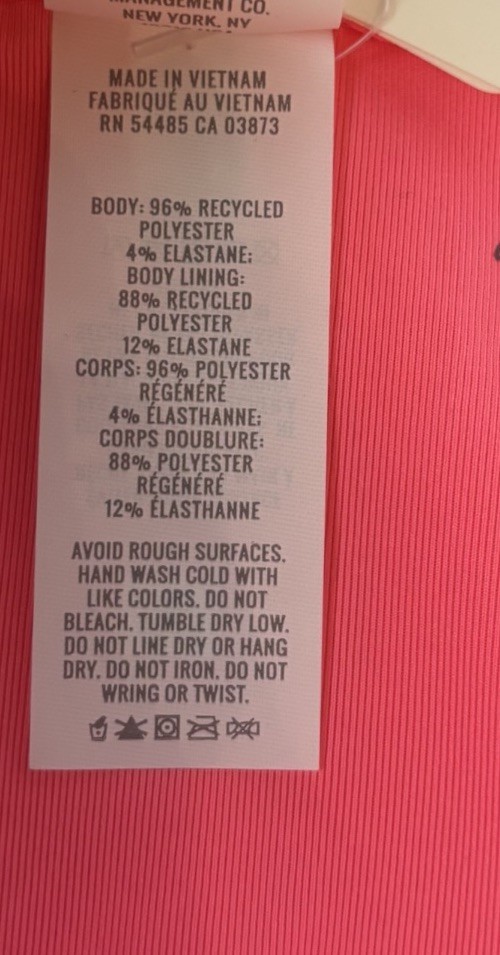 MANAGEMENT CO.
NEW YORK, NY
MADE IN VIETNAM
FABRIQUÉ AU VIETNAM
RN 54485 CA 03873
BODY: 96% RECYCLED
POLYESTER
4% ELASTANE;
BODY LINING:
88% RECYCLED
POLYESTER
12% ELASTANE
CORPS: 96% POLYESTER
RÉGÉNÉRÉ
4% ÉLASTHANNE;
CORPS DOUBLURE:
88% POLYESTER
RÉGÉNÉRÉ
12% ÉLASTHANNE
AVOID ROUGH SURFACES.
HAND WASH COLD WITH
LIKE COLORS. DO NOT
BLEACH. TUMBLE DRY LOW.
DO NOT LINE DRY OR HANG
DRY. DO NOT IRON. DO NOT
WRING OR TWIST.